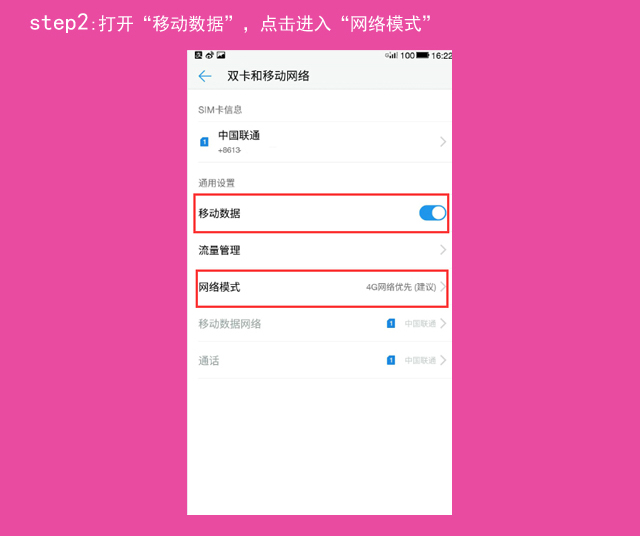 step2:打开“移动数据”，点击进入“网络模式”
100 16:22
双卡和移动网络
SIM卡信息
1 中国联通
+8613-
通用设置
移动数据
流量管理
网络模式 4G网络优先 (建议)
移动数据网络 1 中国联通
通话 1 中国联通